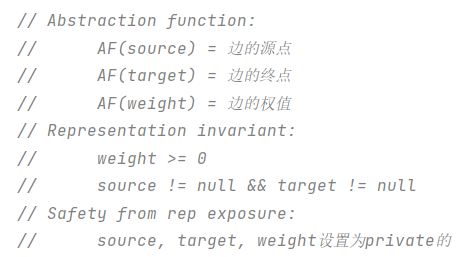 // Abstraction function:
//     AF(source) = 边的源点
//     AF(target) = 边的终点
//     AF(weight) = 边的权值
// Representation invariant:
//     weight >= 0
//     source != null && target != null
// Safety from rep exposure:
//     source, target, weight设置为private的